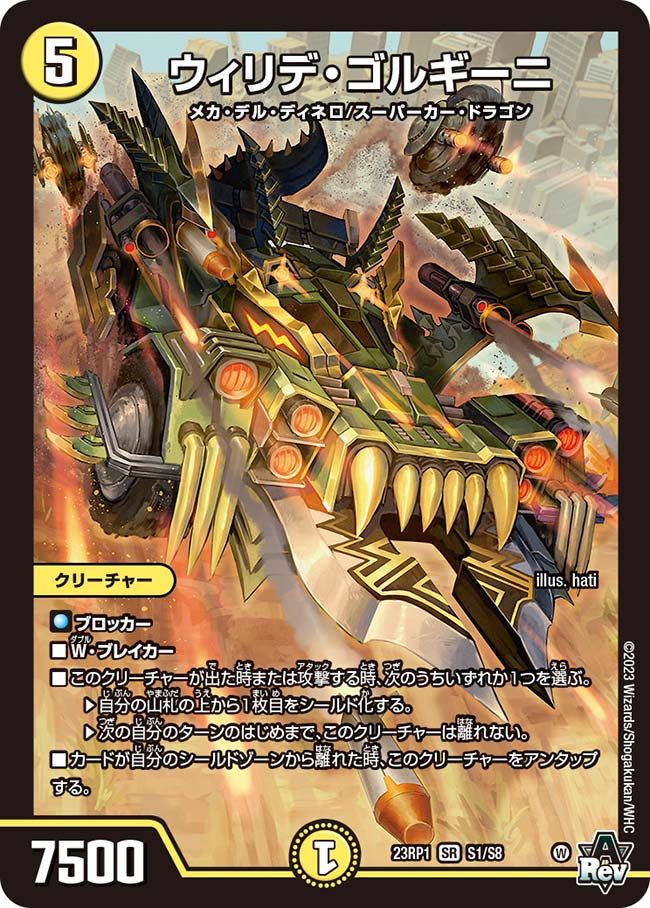 5
ウィリデ・ゴルギーニ
メカ・デル・ディネロ/スーパーカー・ドラゴン
illus. hati
クリーチャー
ブロッカー
W・ブレイカー
■このクリーチャーが出た時または攻撃する時、次のうちいずれか1つを選ぶ。
▶自分の山札の上から1枚目をシールド化する。
▶次の自分のターンのはじめまで、このクリーチャーは離れない。
■カードが自分のシールドゾーンから離れた時、このクリーチャーをアンタップ
する。
©2023 Wizards/Shogakukan/WHC
7500
1
23RP1 SR S1/S8
W
A Rev